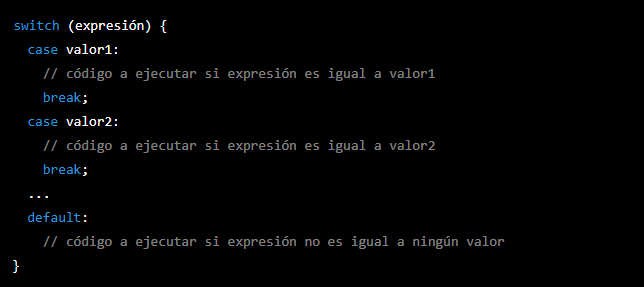 switch (expresión) {
  case valor1:
    // código a ejecutar si expresión es igual a valor1
    break;
  case valor2:
    // código a ejecutar si expresión es igual a valor2
    break;
  ...
  default:
    // código a ejecutar si expresión no es igual a ningún valor
}